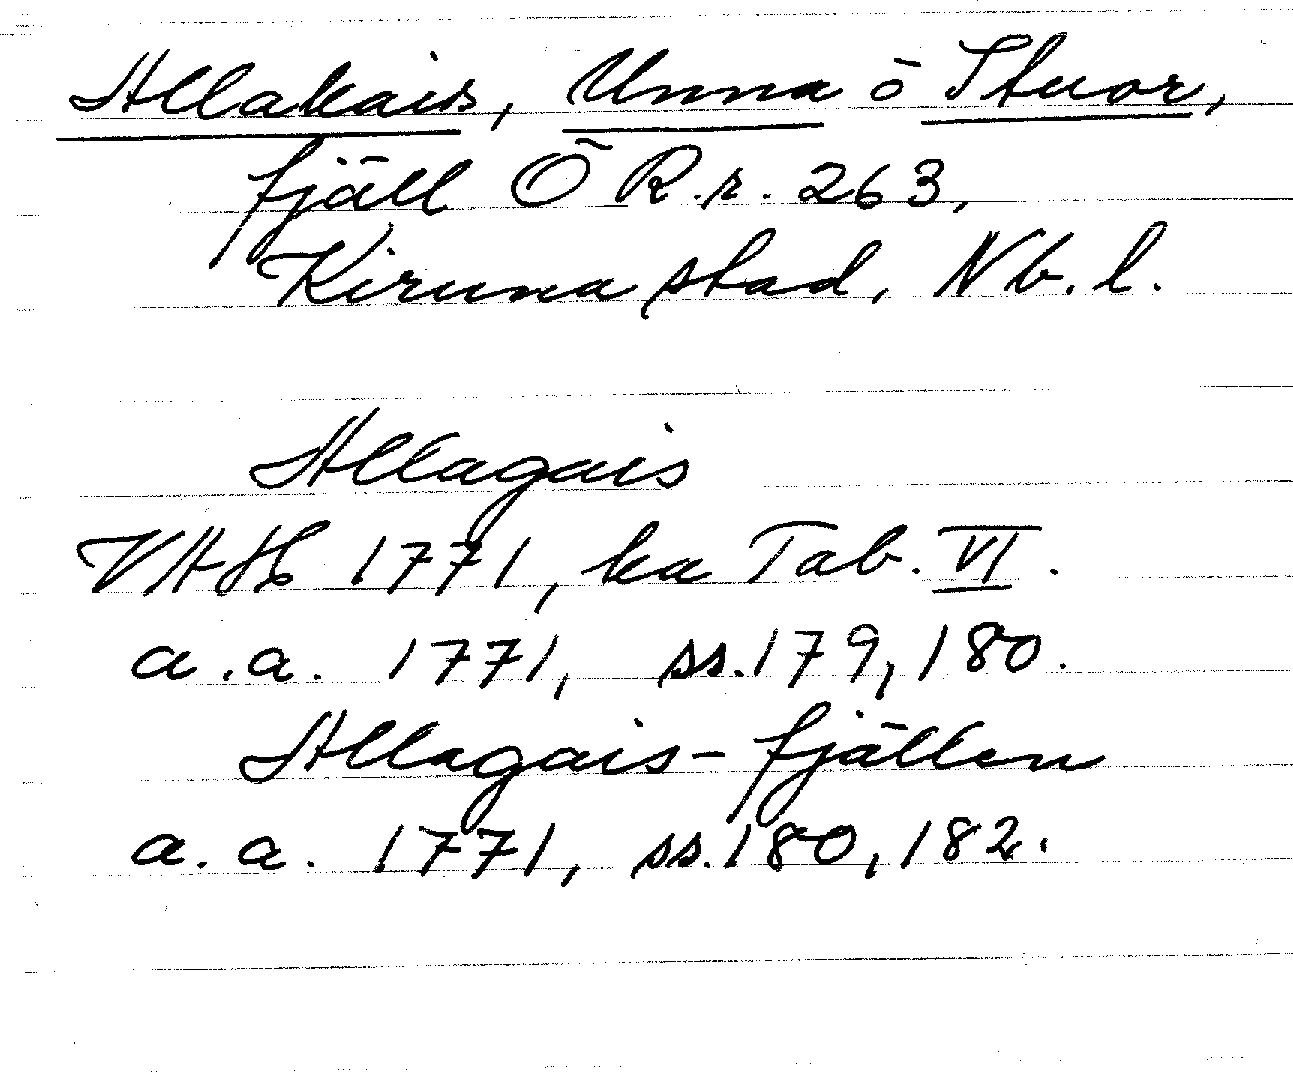 Allakais, Unna o Stuor,
fjäll Ö R.r. 263,
Kiruna stad, Nb. l.
Allagais
VAH 1771, ka Tab. VI.
a.a. 1771, ss. 179, 180.
Allagais-fjällen
a.a. 1771, ss. 180, 182.